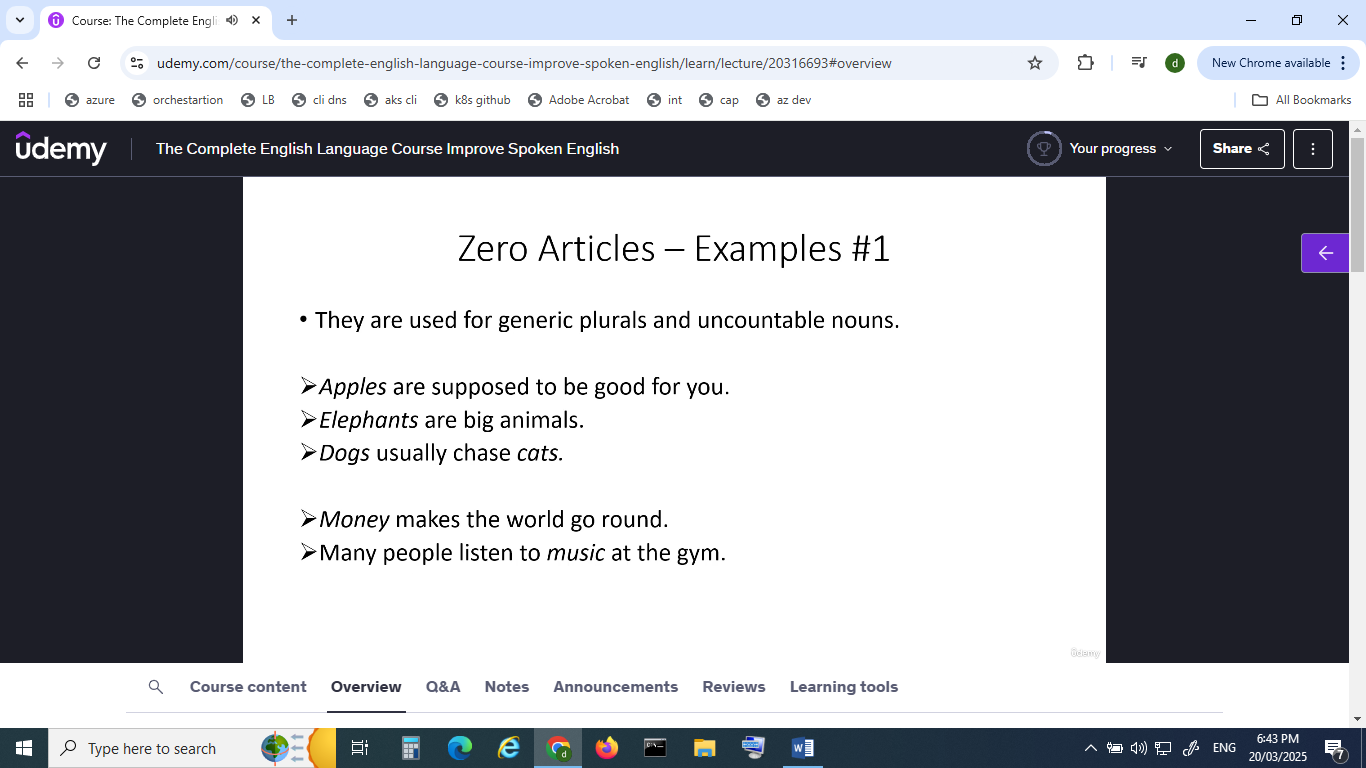 Course: The Complete Engli
udemy.com/course/the-complete-english-language-course-improve-spoken-english/learn/lecture/20316693#overview
d
New Chrome available
azure
orchestartion
LB
cli dns
aks cli
k8s github
Adobe Acrobat
int
cap
az dev
All Bookmarks
ûdemy
The Complete English Language Course Improve Spoken English
Your progress
Share
Zero Articles – Examples #1
• They are used for generic plurals and uncountable nouns.
➢Apples are supposed to be good for you.
➢Elephants are big animals.
➢Dogs usually chase cats.
➢Money makes the world go round.
➢Many people listen to music at the gym.
ûdemy
Course content
Overview
Q&A
Notes
Announcements
Reviews
Learning tools
Type here to search
ENG
6:43 PM
20/03/2025
7